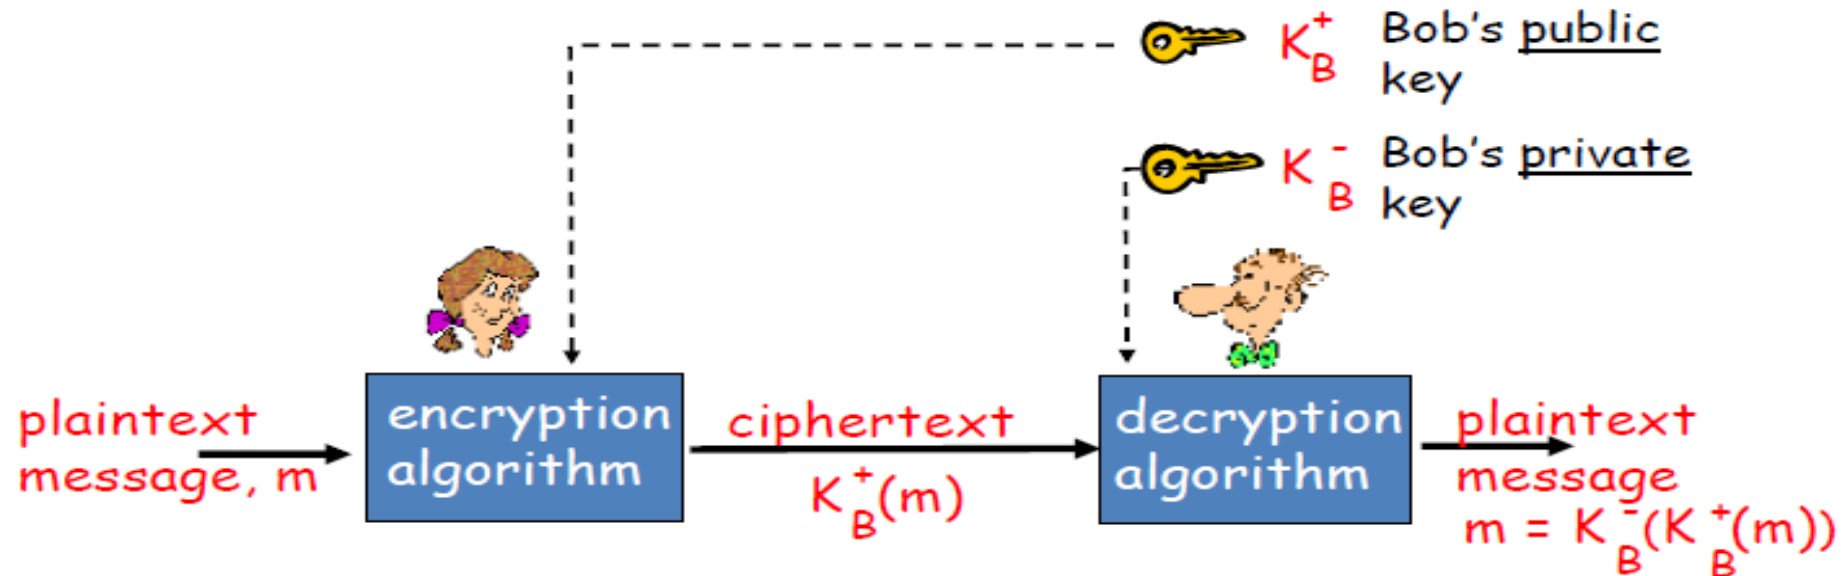 K_B^+ Bob's public
key
K_B^- Bob's private
key
plaintext
message, m
encryption
algorithm
ciphertext
K_B^+(m)
decryption
algorithm
plaintext
message
m = K_B^-(K_B^+(m))